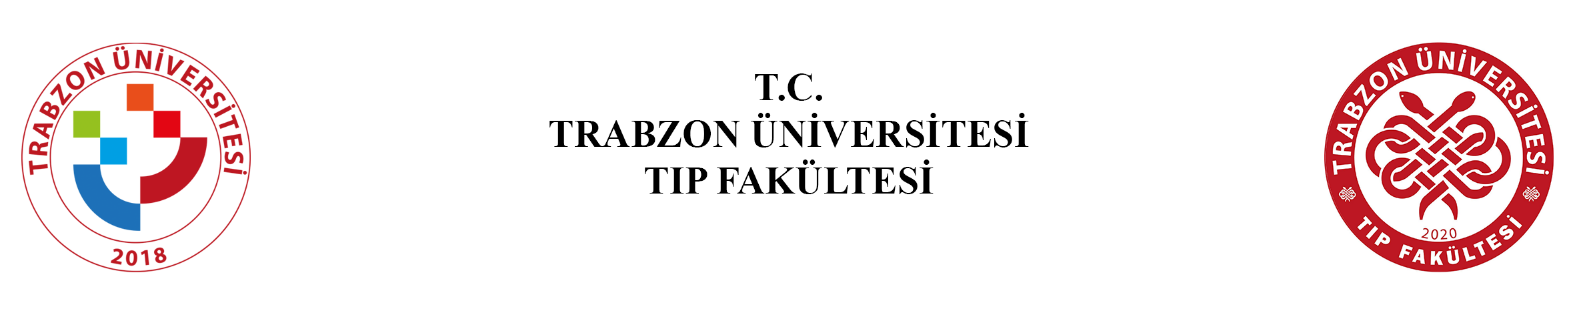 TRABZON ÜNİVERSİTESİ
2018
T.C.
TRABZON ÜNİVERSİTESİ
TIP FAKÜLTESİ
TRABZON ÜNİVERSİTESİ
2020
TIP FAKÜLTESİ